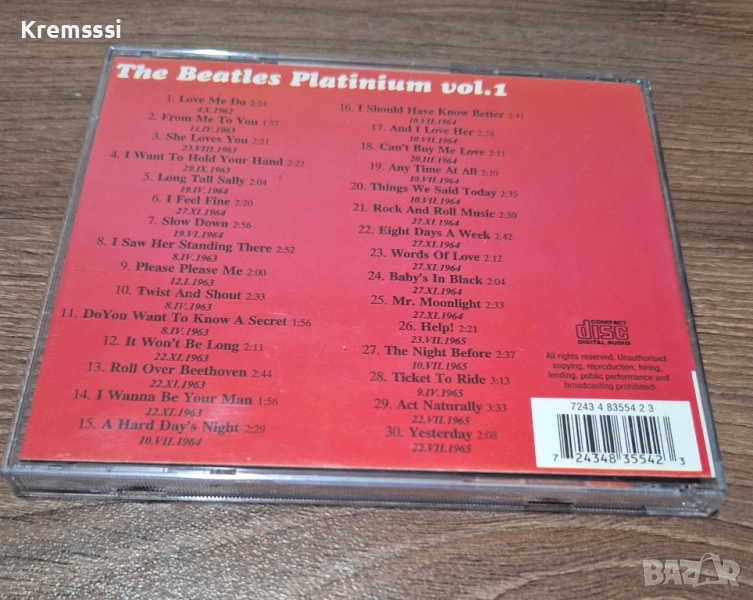 Kremsssi
The Beatles Platinium vol.1
1. Love Me Do 2:24
4.X.1962
2. From Me To You 1:57
11.IV.1963
3. She Loves You 2:21
23.VIII.1963
4. I Want To Hold Your Hand 2:27
29.IX.1963
5. Long Tall Sally 2:04
19.IV.1964
6. I Feel Fine 2:20
27.XI.1964
7. Slow Down 2:56
19.VI.1964
8. I Saw Her Standing There 2:52
8.IV.1963
9. Please Please Me 2:00
12.I.1963
10. Twist And Shout 2:33
8.IV.1963
11. DoYou Want To Know A Secret 1:56
8.IV.1963
12. It Won't Be Long 2:11
22.XI.1963
13. Roll Over Beethoven 2:44
22.XI.1963
14. I Wanna Be Your Man 1:56
22.XI.1963
15. A Hard Day's Night 2:29
10.VII.1964
16. I Should Have Know Better 2:41
10.VII.1964
17. And I Love Her 2:28
10.VII.1964
18. Can't Buy Me Love 2:11
20.III.1964
19. Any Time At All 2:10
10.VII.1964
20. Things We Said Today 2:35
10.VII.1964
21. Rock And Roll Music 2:30
27.XI.1964
22. Eight Days A Week 2:42
27.XI.1964
23. Words Of Love 2:12
27.XI.1964
24. Baby's In Black 2:04
27.XI.1964
25. Mr. Moonlight 2:33
27.XI.1964
26. Help! 2:21
23.VII.1965
27. The Night Before 2:37
10.VII.1965
28. Ticket To Ride 3:13
9.IV.1965
29. Act Naturally 3:33
22.VII.1965
30. Yesterday 2:08
22.VII.1965
COMPACT
disc
DIGITAL AUDIO
All rights reserved. Unauthorised
copying, reproduction, hiring,
lending, public performance and
broadcasting prohibited!
7243 4 83554 2 3
7 24348 35542 3
BAZAR